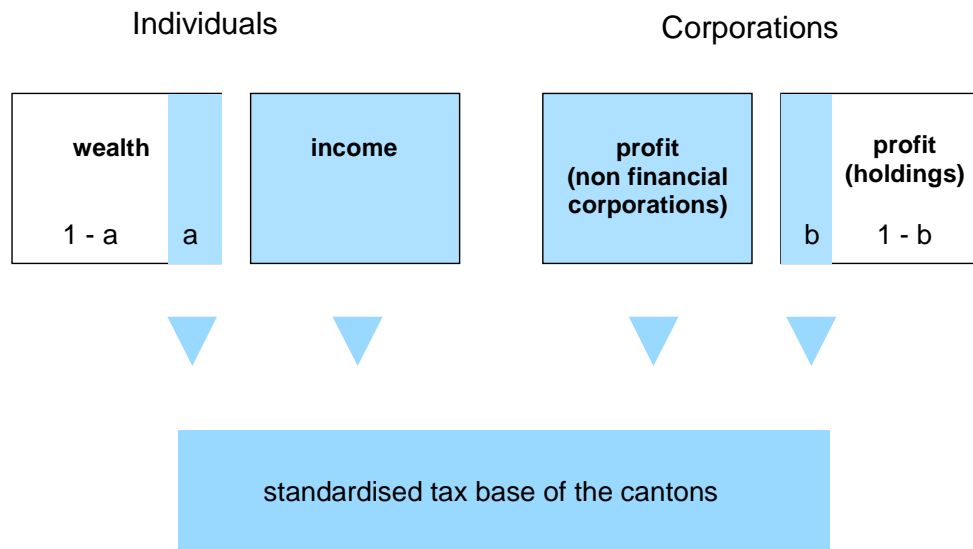 Individuals
Corporations
wealth
1 - a
a
income
profit
(non financial
corporations)
profit
(holdings)
b
1 - b
standardised tax base of the cantons